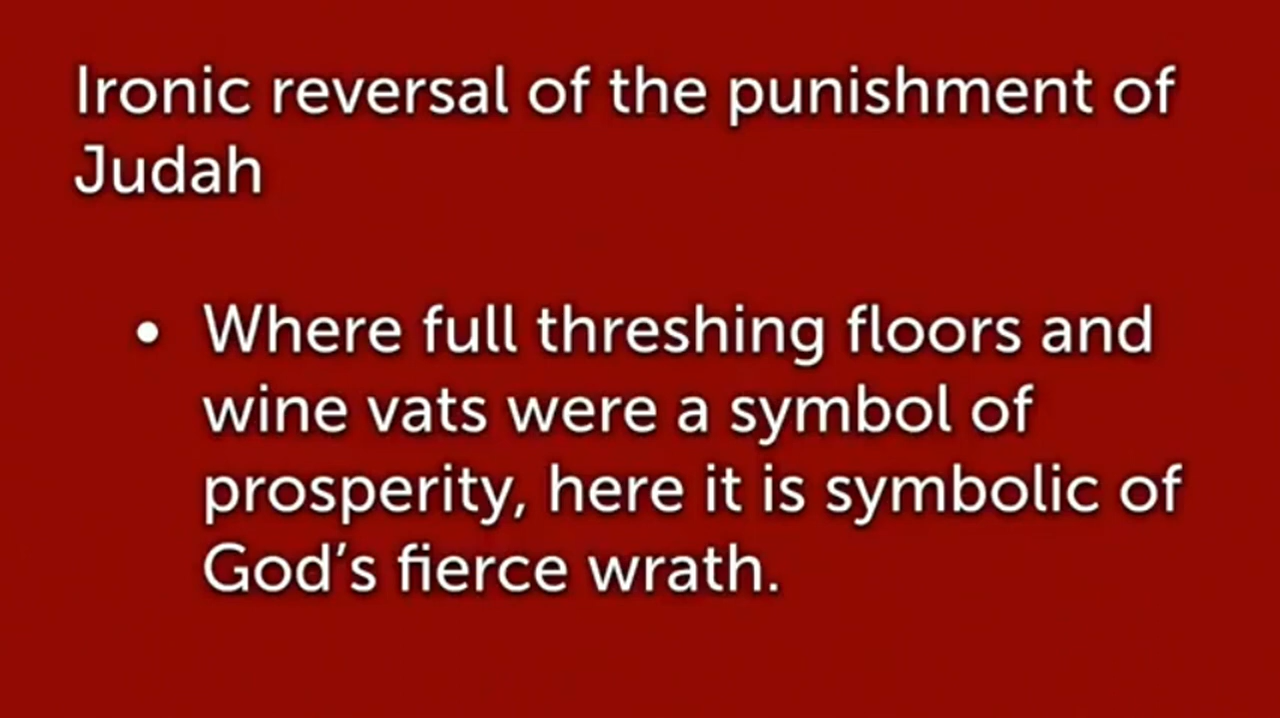 Ironic reversal of the punishment of
Judah
• Where full threshing floors and
wine vats were a symbol of
prosperity, here it is symbolic of
God’s fierce wrath.